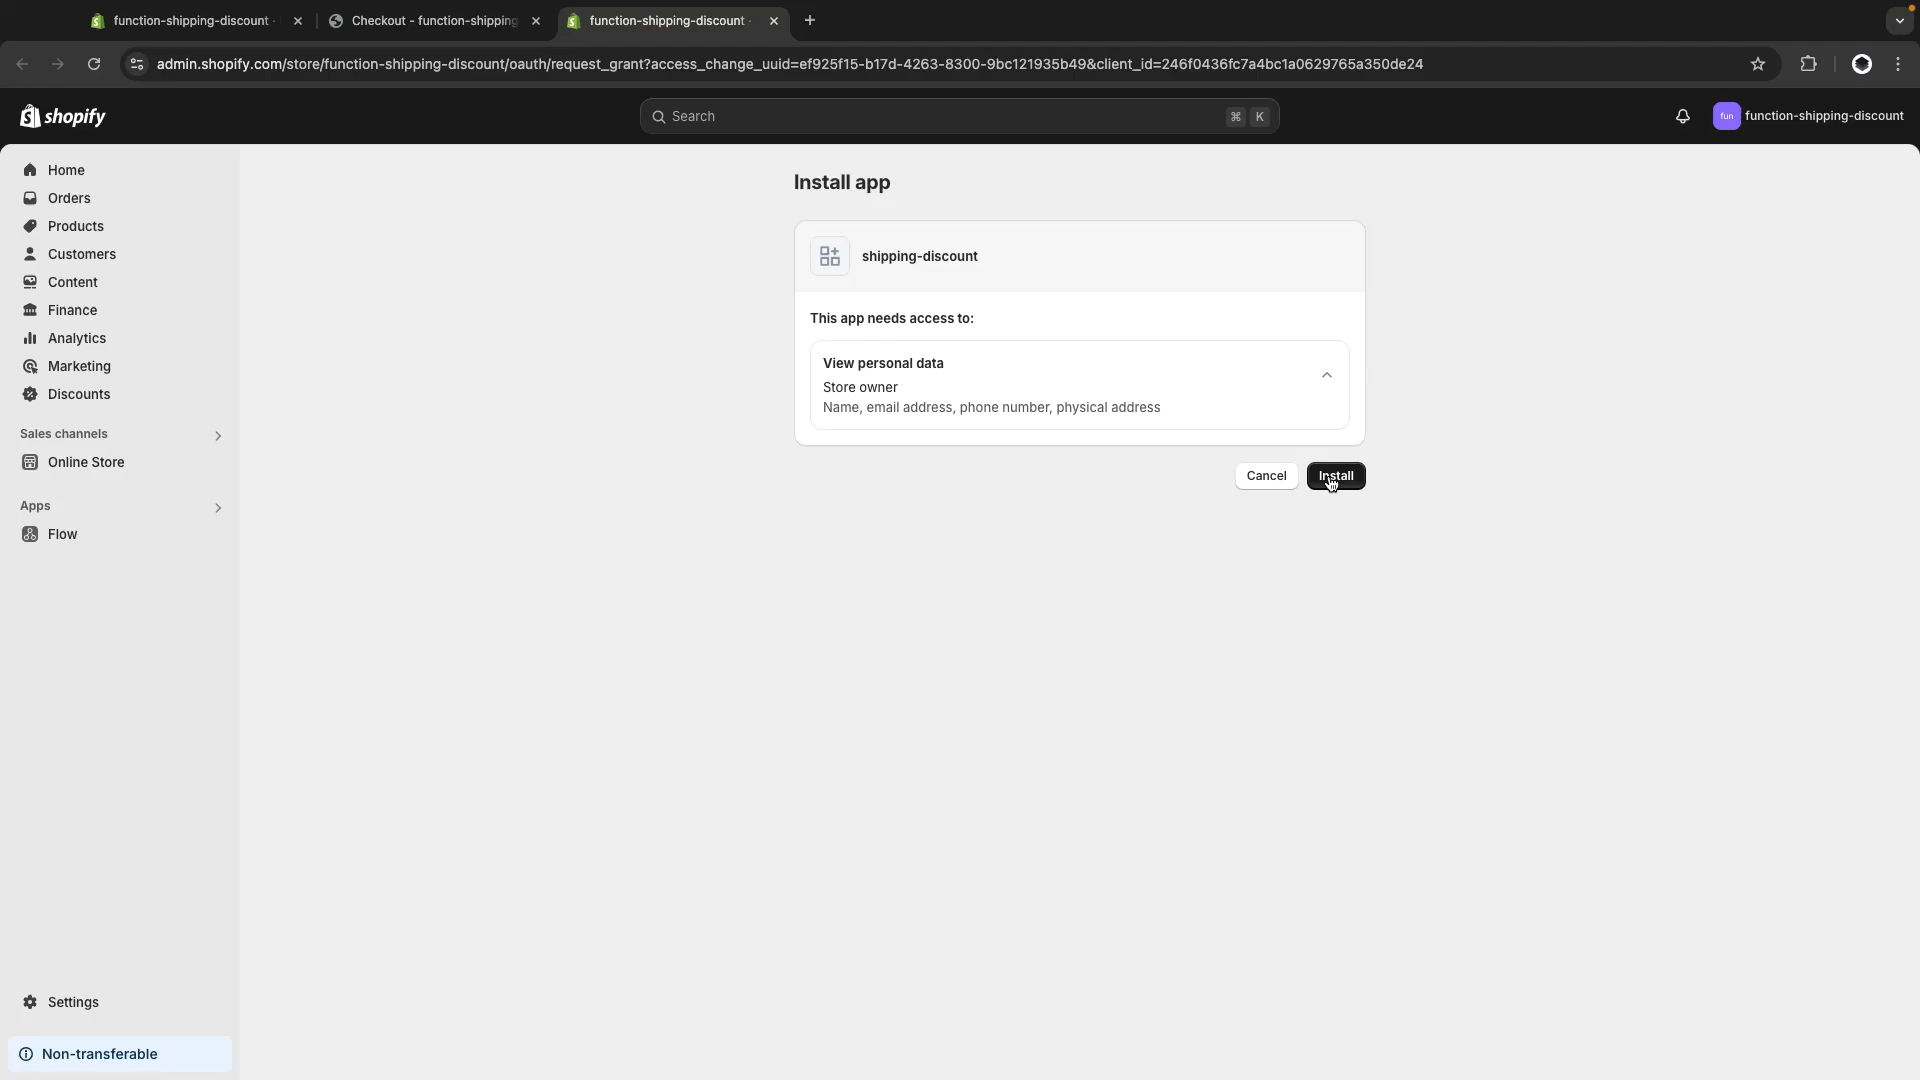 function-shipping-discount ·
Checkout - function-shipping
function-shipping-discount ·
admin.shopify.com/store/function-shipping-discount/oauth/request_grant?access_change_uuid=ef925f15-b17d-4263-8300-9bc121935b49&client_id=246f0436fc7a4bc1a0629765a350de24
shopify
Search
⌘ K
fun
function-shipping-discount
Home
Orders
Products
Customers
Content
Finance
Analytics
Marketing
Discounts
Sales channels
Online Store
Apps
Flow
Settings
Non-transferable
Install app
shipping-discount
This app needs access to:
View personal data
Store owner
Name, email address, phone number, physical address
Cancel
Install